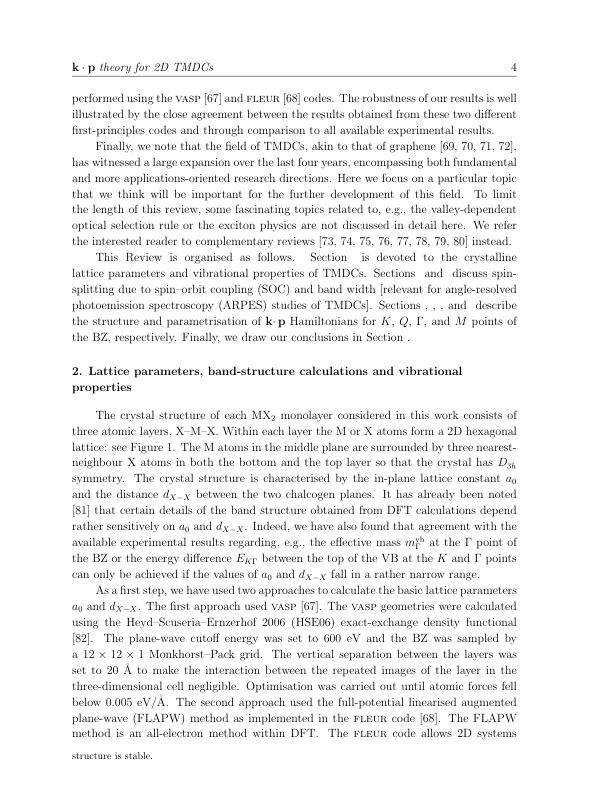 k · p theory for 2D TMDCs 4
performed using the VASP [67] and FLEUR [68] codes. The robustness of our results is well
illustrated by the close agreement between the results obtained from these two different
first-principles codes and through comparison to all available experimental results.
Finally, we note that the field of TMDCs, akin to that of graphene [69, 70, 71, 72],
has witnessed a large expansion over the last four years, encompassing both fundamental
and more applications-oriented research directions. Here we focus on a particular topic
that we think will be important for the further development of this field. To limit
the length of this review, some fascinating topics related to, e.g., the valley-dependent
optical selection rule or the exciton physics are not discussed in detail here. We refer
the interested reader to complementary reviews [73, 74, 75, 76, 77, 78, 79, 80] instead.
This Review is organised as follows. Section is devoted to the crystalline
lattice parameters and vibrational properties of TMDCs. Sections and discuss spin-
splitting due to spin–orbit coupling (SOC) and band width [relevant for angle-resolved
photoemission spectroscopy (ARPES) studies of TMDCs]. Sections , , , and describe
the structure and parametrisation of k· p Hamiltonians for K, Q, Γ, and M points of
the BZ, respectively. Finally, we draw our conclusions in Section .
2. Lattice parameters, band-structure calculations and vibrational
properties
The crystal structure of each MX₂ monolayer considered in this work consists of
three atomic layers, X–M–X. Within each layer the M or X atoms form a 2D hexagonal
lattice: see Figure 1. The M atoms in the middle plane are surrounded by three nearest-
neighbour X atoms in both the bottom and the top layer so that the crystal has D₃ₕ
symmetry. The crystal structure is characterised by the in-plane lattice constant a₀
and the distance d_{X−X} between the two chalcogen planes. It has already been noted
[81] that certain details of the band structure obtained from DFT calculations depend
rather sensitively on a₀ and d_{X−X}. Indeed, we have also found that agreement with the
available experimental results regarding, e.g., the effective mass m_Γ^{vb} at the Γ point of
the BZ or the energy difference E_{KΓ} between the top of the VB at the K and Γ points
can only be achieved if the values of a₀ and d_{X−X} fall in a rather narrow range.
As a first step, we have used two approaches to calculate the basic lattice parameters
a₀ and d_{X−X}. The first approach used VASP [67]. The VASP geometries were calculated
using the Heyd–Scuseria–Ernzerhof 2006 (HSE06) exact-exchange density functional
[82]. The plane-wave cutoff energy was set to 600 eV and the BZ was sampled by
a 12 × 12 × 1 Monkhorst–Pack grid. The vertical separation between the layers was
set to 20 Å to make the interaction between the repeated images of the layer in the
three-dimensional cell negligible. Optimisation was carried out until atomic forces fell
below 0.005 eV/Å. The second approach used the full-potential linearised augmented
plane-wave (FLAPW) method as implemented in the FLEUR code [68]. The FLAPW
method is an all-electron method within DFT. The FLEUR code allows 2D systems
structure is stable.